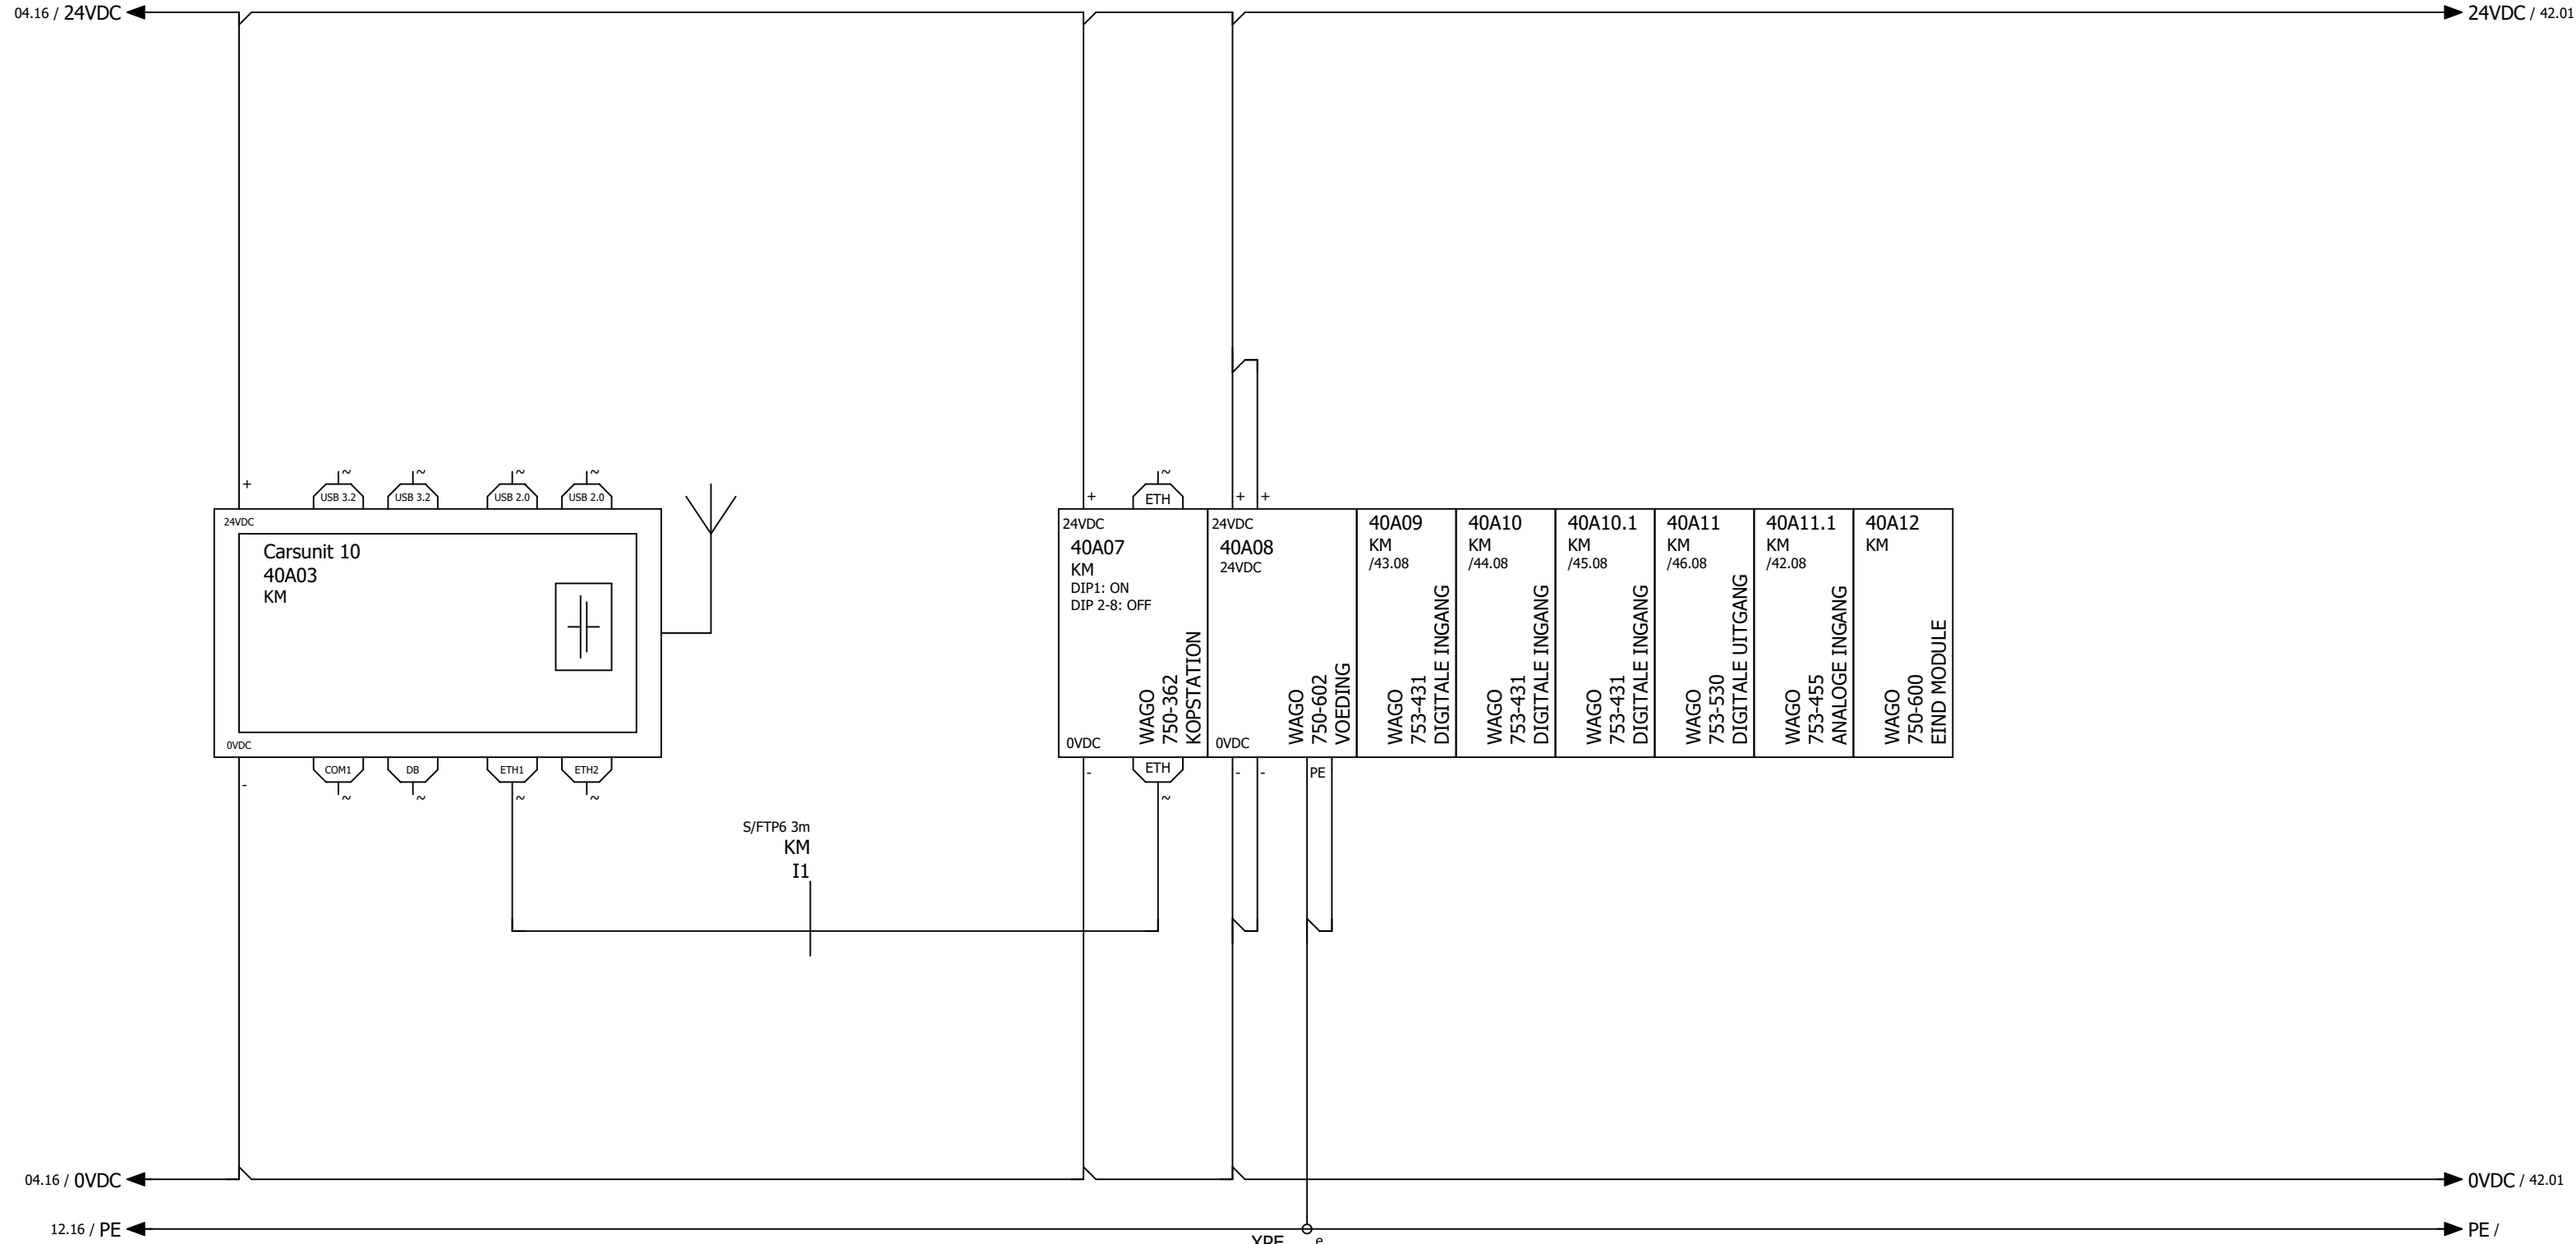 04.16 / 24VDC
24VDC / 42.01
+
~
~
~
~
USB 3.2
USB 3.2
USB 2.0
USB 2.0
24VDC
Carsunit 10
40A03
KM
0VDC
COM1
DB
ETH1
ETH2
-
~
~
~
~
S/FTP6 3m
KM
I1
+
~
ETH
+
+
24VDC
40A07
KM
DIP1: ON
DIP 2-8: OFF
WAGO
750-362
KOPSTATION
0VDC
-
ETH
~
24VDC
40A08
24VDC
WAGO
750-602
VOEDING
0VDC
-
-
PE
40A09
KM
/43.08
WAGO
753-431
DIGITALE INGANG
40A10
KM
/44.08
WAGO
753-431
DIGITALE INGANG
40A10.1
KM
/45.08
WAGO
753-431
DIGITALE INGANG
40A11
KM
/46.08
WAGO
753-530
DIGITALE UITGANG
40A11.1
KM
/42.08
WAGO
753-455
ANALOGE INGANG
40A12
KM
WAGO
750-600
EIND MODULE
04.16 / 0VDC
0VDC / 42.01
12.16 / PE
PE /
XPE
e